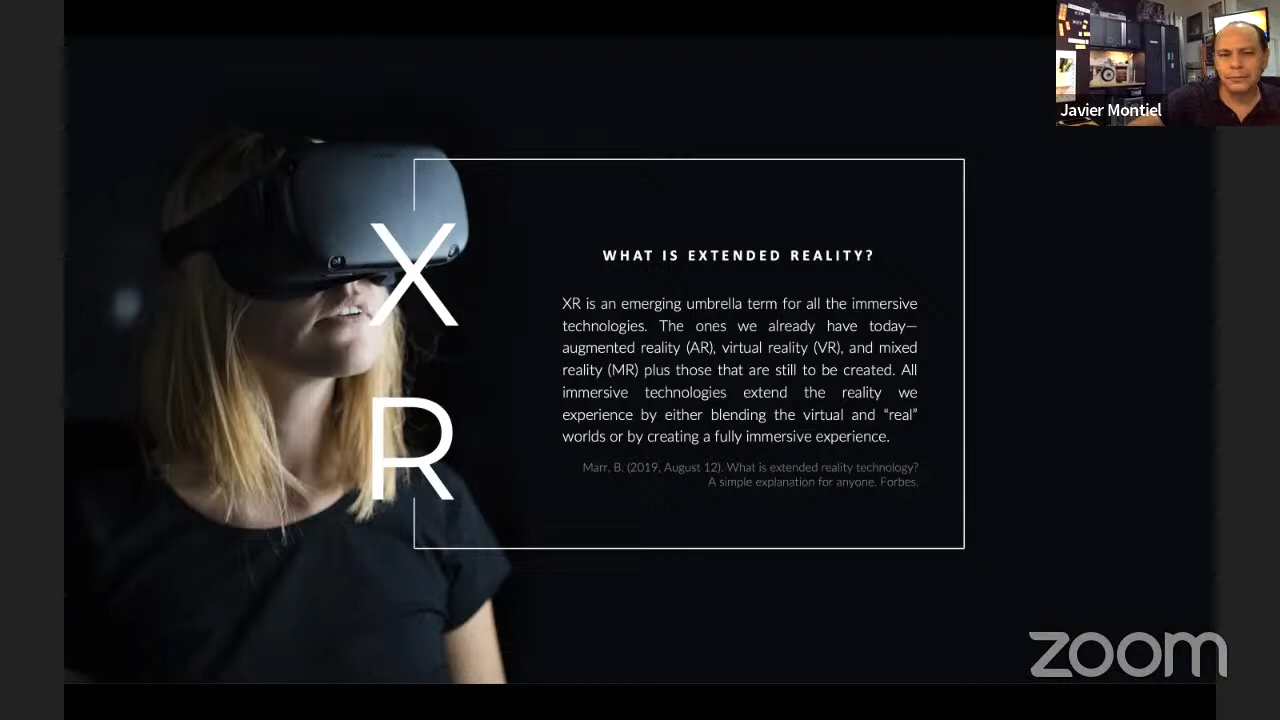 Javier Montiel
X
R
WHAT IS EXTENDED REALITY?
XR is an emerging umbrella term for all the immersive
technologies. The ones we already have today—
augmented reality (AR), virtual reality (VR), and mixed
reality (MR) plus those that are still to be created. All
immersive technologies extend the reality we
experience by either blending the virtual and “real”
worlds or by creating a fully immersive experience.
Marr, B. (2019, August 12). What is extended reality technology?
A simple explanation for anyone. Forbes.
zoom